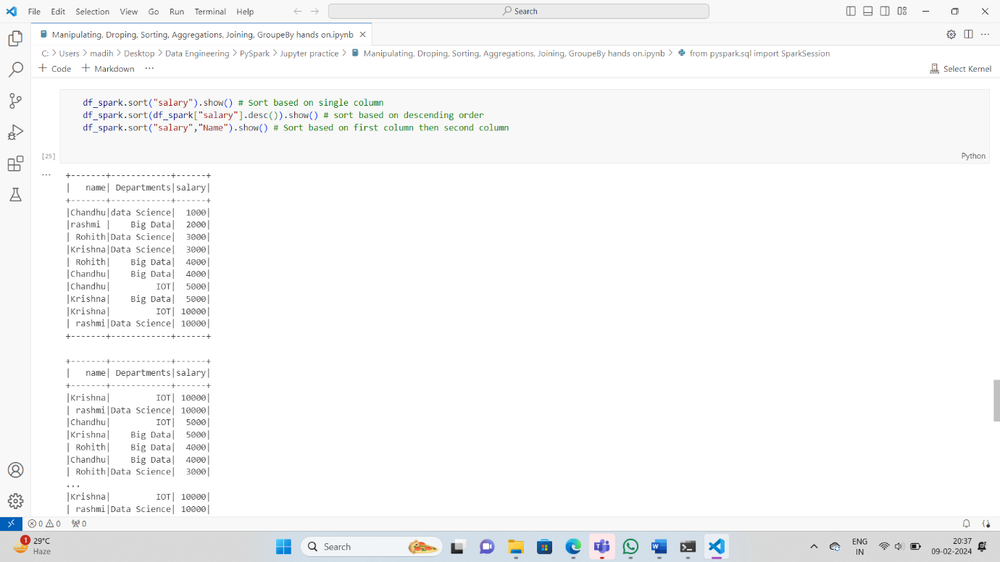 File Edit Selection View Go Run Terminal Help
Search
Manipulating, Droping, Sorting, Aggregations, Joining, GroupeBy hands on.ipynb
C: > Users > madih > Desktop > Data Engineering > PySpark > Jupyter practice > Manipulating, Droping, Sorting, Aggregations, Joining, GroupeBy hands on.ipynb > from pyspark.sql import SparkSession
+ Code + Markdown ...
Select Kernel
df_spark.sort("salary").show() # Sort based on single column
df_spark.sort(df_spark["salary"].desc()).show() # sort based on descending order
df_spark.sort("salary","Name").show() # Sort based on first column then second column
[25]
Python
...
+-------+------------+------+
|   name| Departments|salary|
+-------+------------+------+
|Chandhu|data Science|  1000|
|rashmi |    Big Data|  2000|
| Rohith|Data Science|  3000|
|Krishna|Data Science|  3000|
| Rohith|    Big Data|  4000|
|Chandhu|    Big Data|  4000|
|Chandhu|         IOT|  5000|
|Krishna|    Big Data|  5000|
|Krishna|         IOT| 10000|
| rashmi|Data Science| 10000|
+-------+------------+------+
+-------+------------+------+
|   name| Departments|salary|
+-------+------------+------+
|Krishna|         IOT| 10000|
| rashmi|Data Science| 10000|
|Chandhu|         IOT|  5000|
|Krishna|    Big Data|  5000|
| Rohith|    Big Data|  4000|
|Chandhu|    Big Data|  4000|
| Rohith|Data Science|  3000|
...
|Krishna|         IOT| 10000|
| rashmi|Data Science| 10000|
0 0 0
1
29°C
Haze
Search
ENG
IN
20:37
09-02-2024